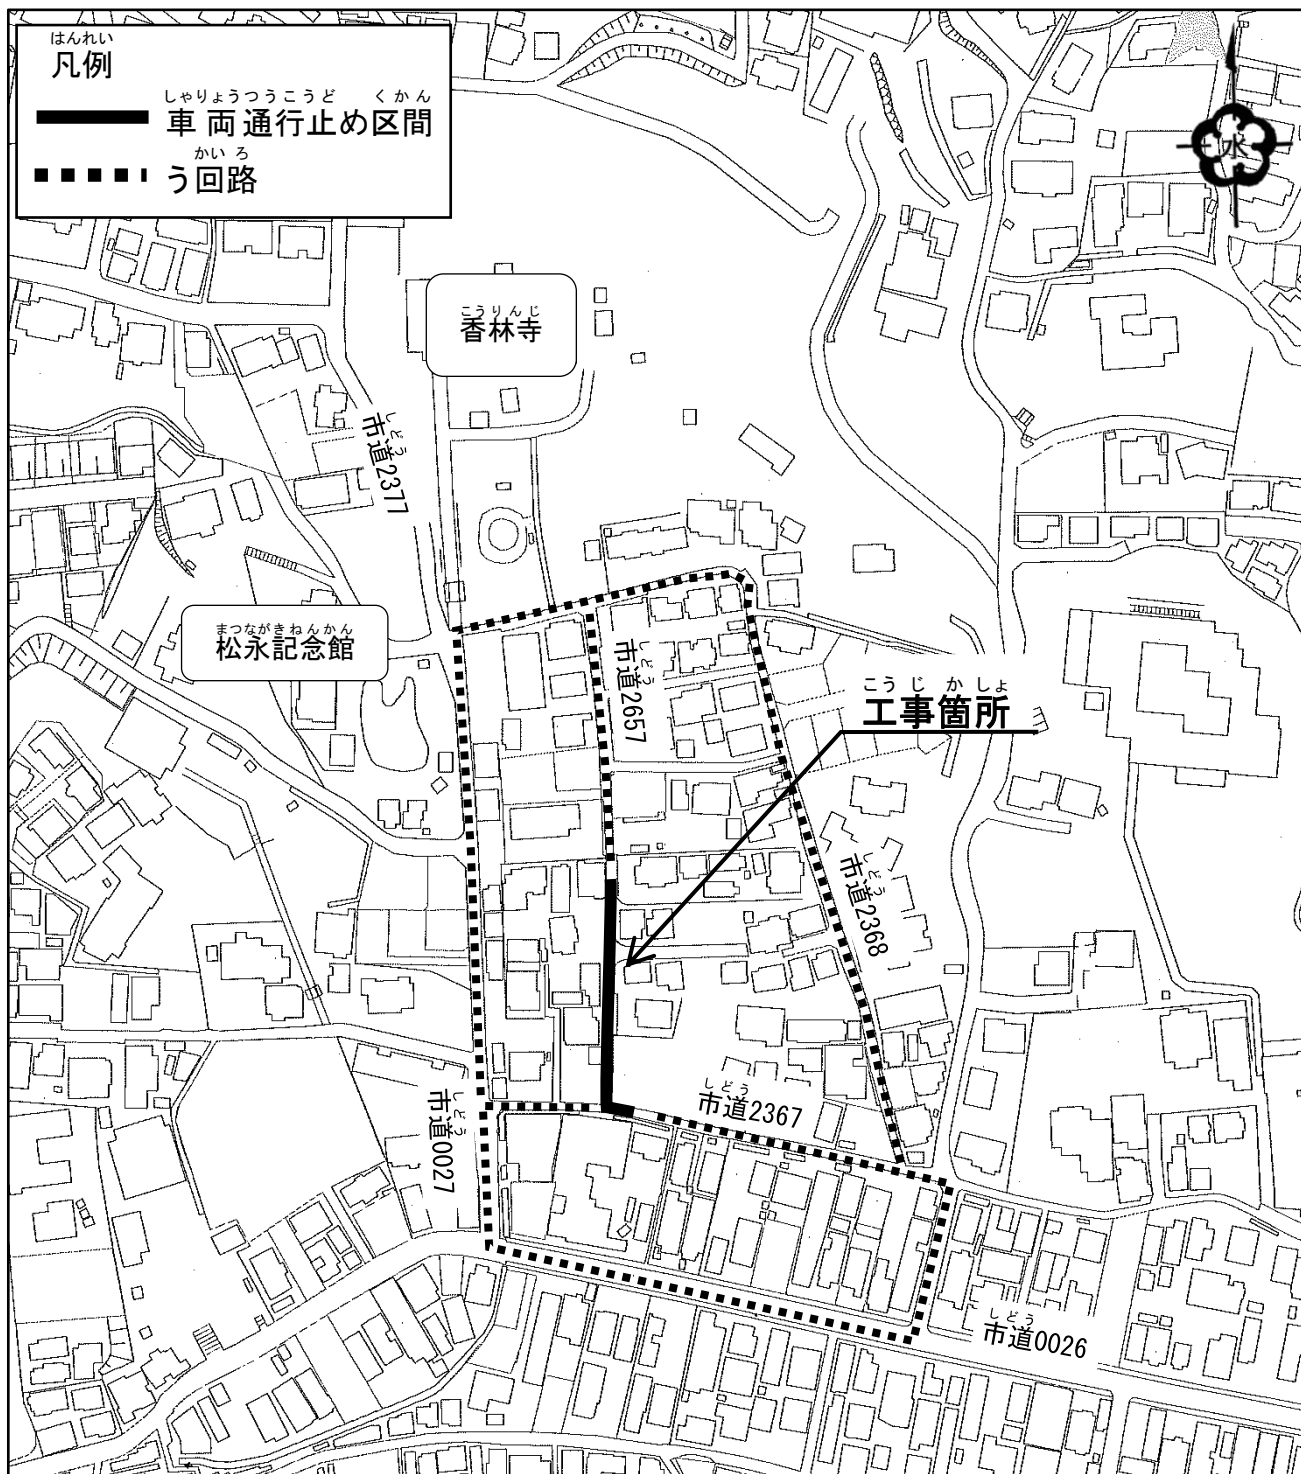 はんれい
凡例
しゃりょうつうこうど くかん
車両通行止め区間
かいろ
う回路
水
こうりんじ
香林寺
しどう
市道2377
まつながきねんかん
松永記念館
しどう
市道2657
こうじかしょ
工事箇所
しどう
市道2368
しどう
市道2367
しどう
市道0027
しどう
市道0026